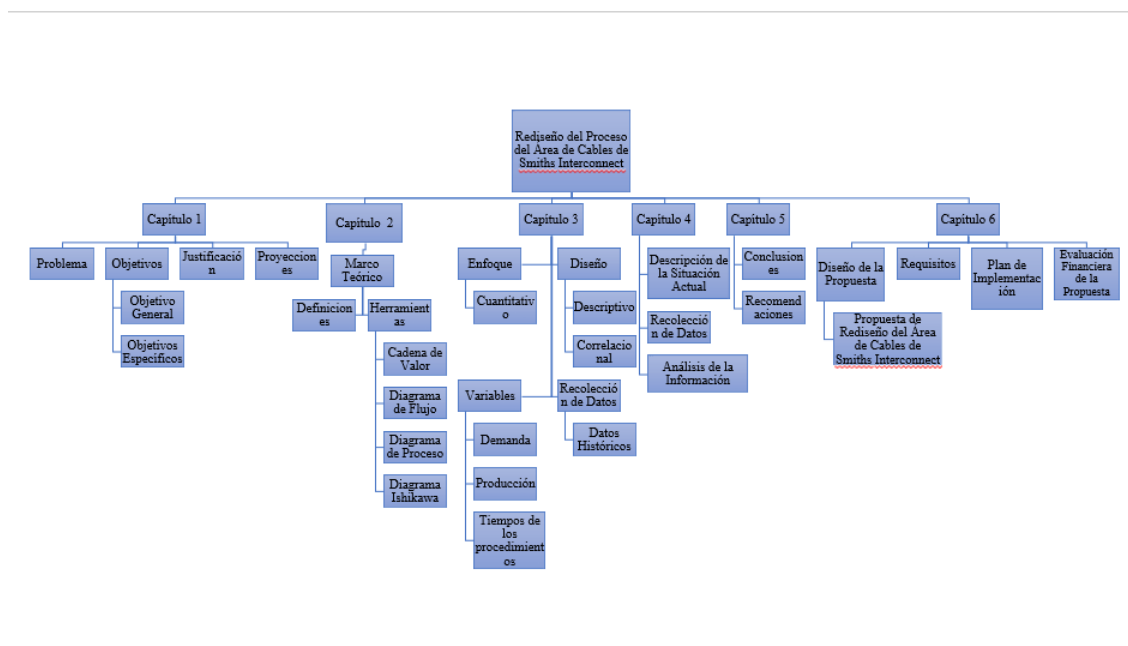 Rediseño del Proceso
del Área de Cables de
Smiths Interconnect
Capítulo 1
Capítulo 2
Capítulo 3
Capítulo 4
Capítulo 5
Capítulo 6
Problema
Objetivos
Justificació
n
Proyeccion
es
Objetivo
General
Objetivos
Específicos
Marco
Teórico
Definicion
es
Herramient
as
Cadena de
Valor
Diagrama
de Flujo
Diagrama
de Proceso
Diagrama
Ishikawa
Enfoque
Cuantitativ
o
Diseño
Descriptivo
Correlacio
nal
Variables
Demanda
Producción
Tiempos de
los
procedimient
os
Recolecció
n de Datos
Datos
Históricos
Descripción de
la Situación
Actual
Recolecció
n de Datos
Análisis de la
Información
Conclusion
es
Recomend
aciones
Diseño de la
Propuesta
Propuesta de
Rediseño del Área
de Cables de
Smiths Interconnect
Requisitos
Plan de
Implementac
ión
Evaluación
Financiera
de la
Propuesta